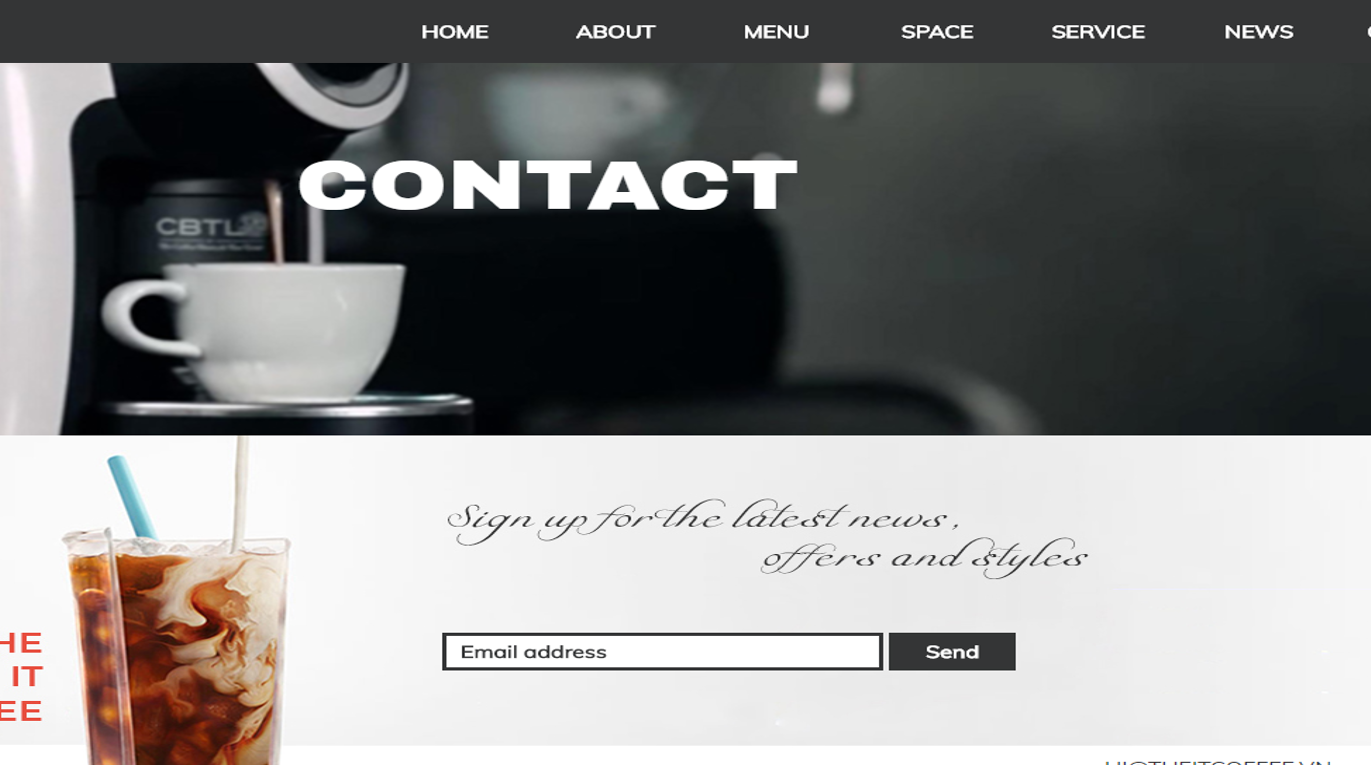 HOME ABOUT MENU SPACE SERVICE NEWS
CONTACT
CBTL
Sign up for the latest news,
offers and styles
HE
IT
EE
Email address Send